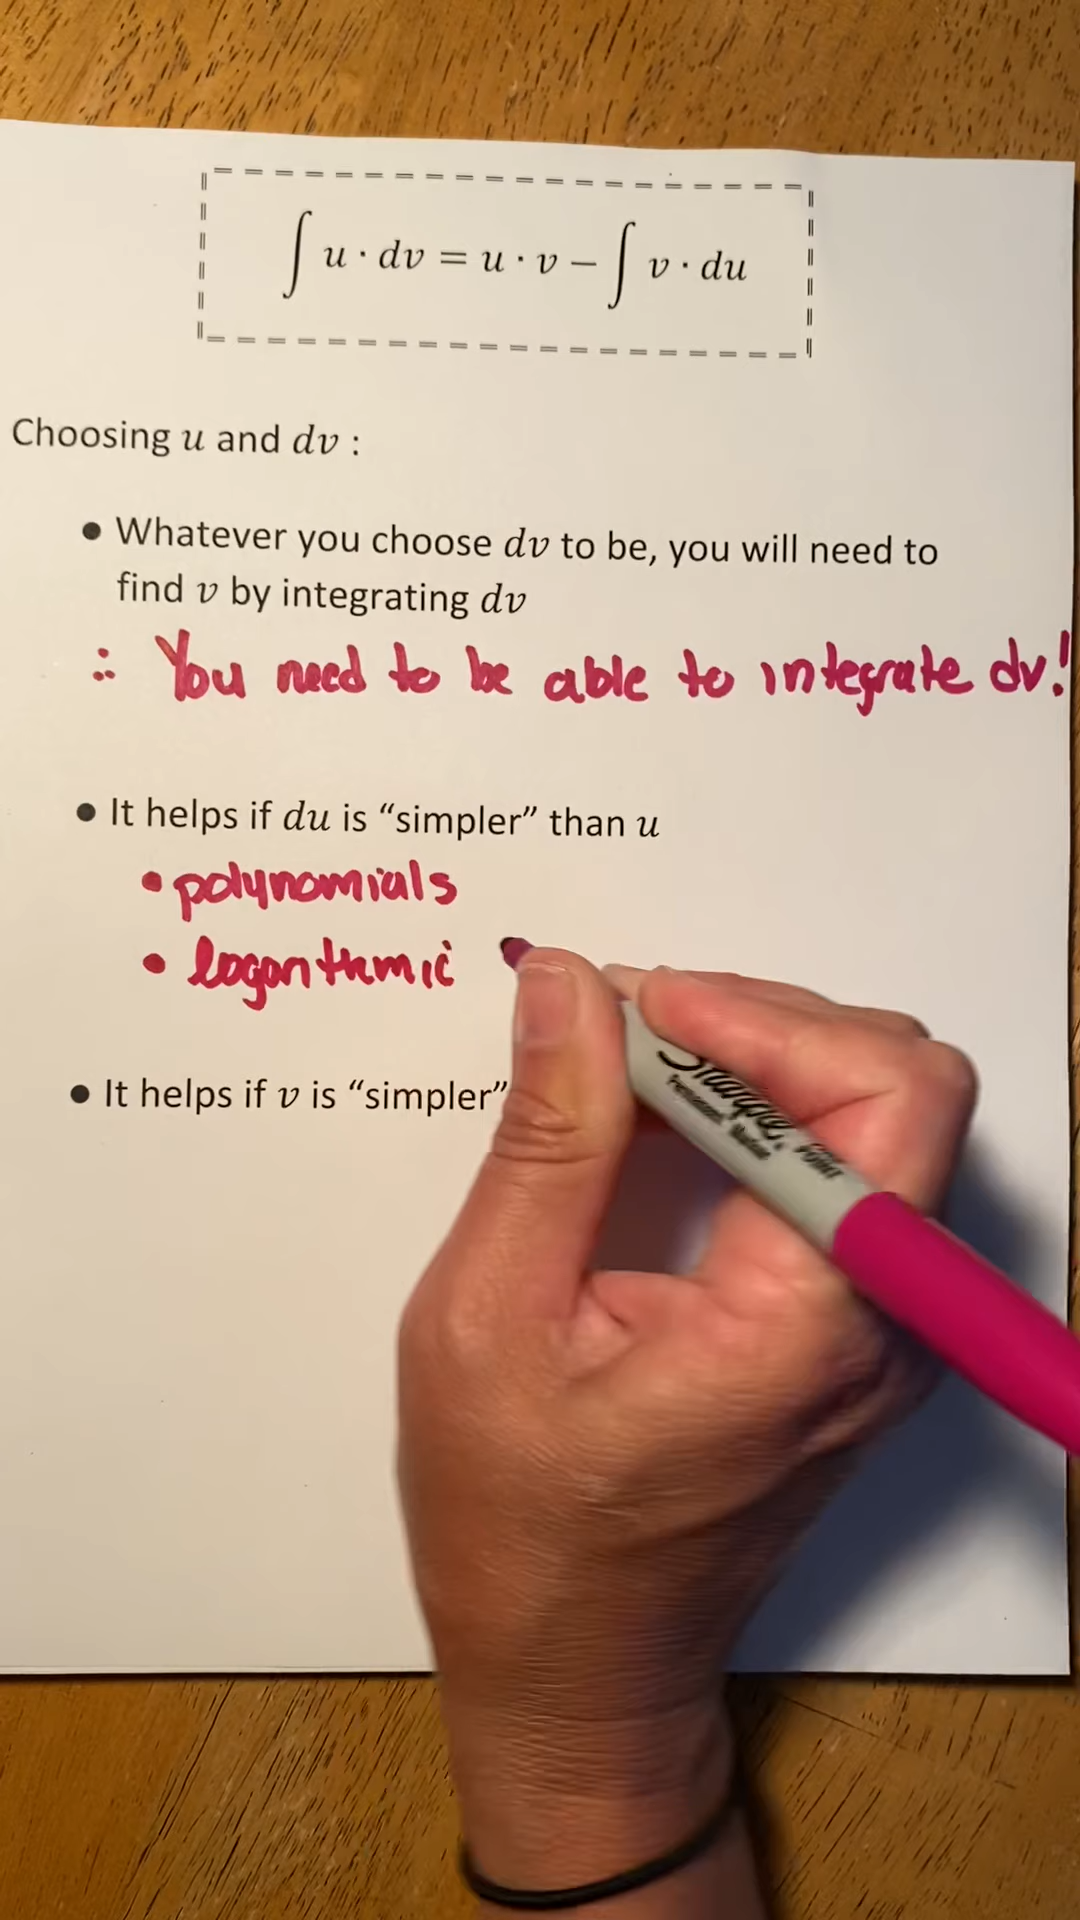 ∫ u · dv = u · v − ∫ v · du
Choosing u and dv :
● Whatever you choose dv to be, you will need to
find v by integrating dv
∴ You need to be able to integrate dv!
● It helps if du is “simpler” than u
• polynomials
• logarithmic
● It helps if v is “simpler”
Sharpie